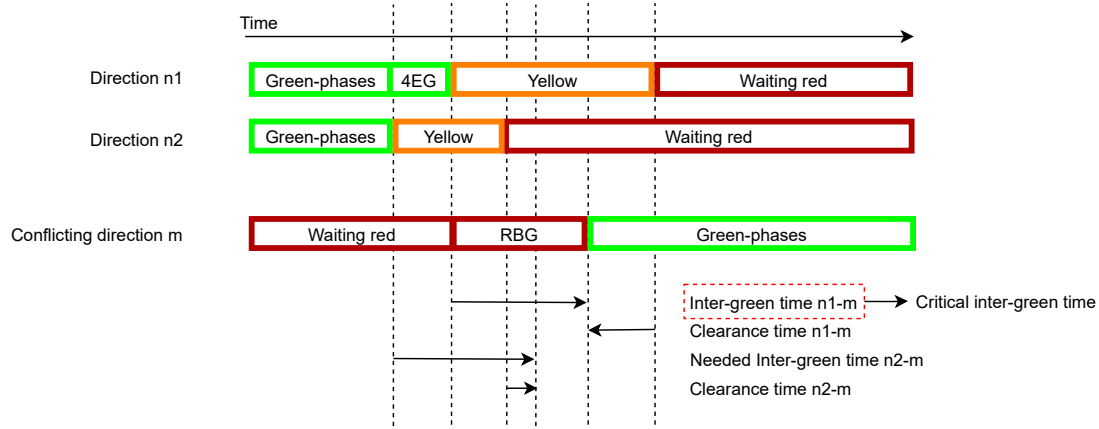 Time
Direction n1
Green-phases
4EG
Yellow
Waiting red
Direction n2
Green-phases
Yellow
Waiting red
Conflicting direction m
Waiting red
RBG
Green-phases
Inter-green time n1-m
Critical inter-green time
Clearance time n1-m
Needed Inter-green time n2-m
Clearance time n2-m